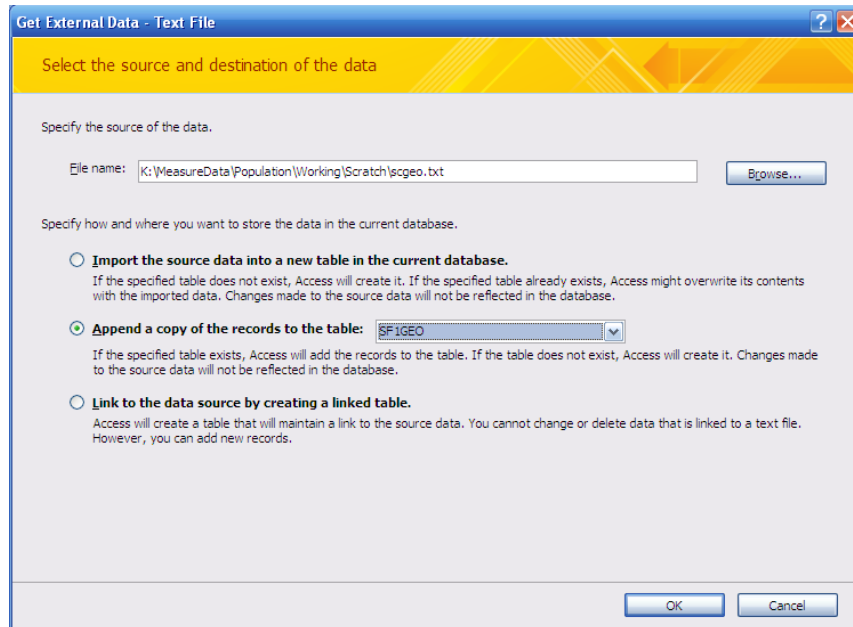 Get External Data - Text File
Select the source and destination of the data
Specify the source of the data.
File name: K:\MeasureData\Population\Working\Scratch\scgeo.txt Browse...
Specify how and where you want to store the data in the current database.
Import the source data into a new table in the current database.
If the specified table does not exist, Access will create it. If the specified table already exists, Access might overwrite its contents
with the imported data. Changes made to the source data will not be reflected in the database.
Append a copy of the records to the table: SF1GEO
If the specified table exists, Access will add the records to the table. If the table does not exist, Access will create it. Changes made
to the source data will not be reflected in the database.
Link to the data source by creating a linked table.
Access will create a table that will maintain a link to the source data. You cannot change or delete data that is linked to a text file.
However, you can add new records.
OK Cancel